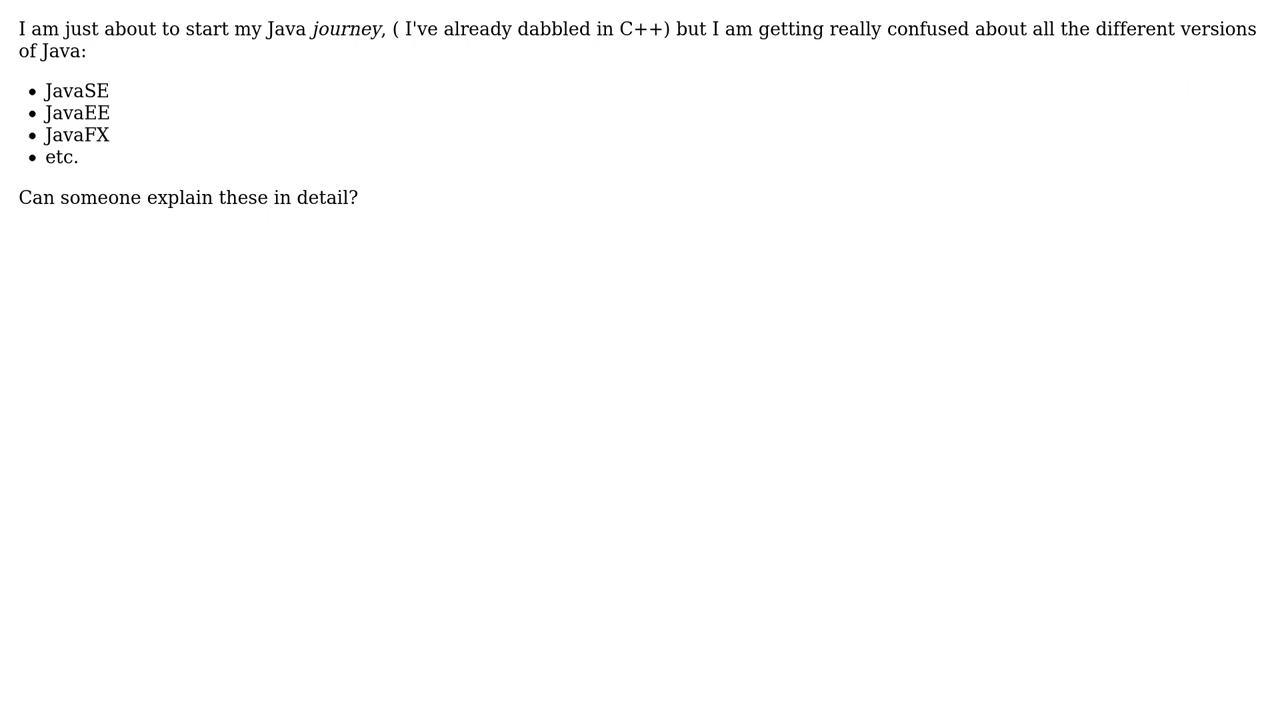 I am just about to start my Java journey, ( I've already dabbled in C++) but I am getting really confused about all the different versions
of Java:
• JavaSE
• JavaEE
• JavaFX
• etc.
Can someone explain these in detail?